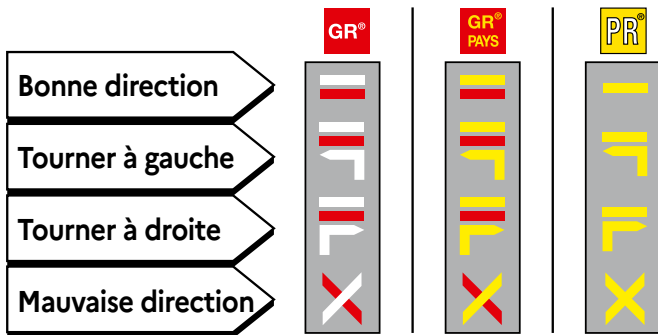 GR®
GR®
PAYS
PR®
Bonne direction
Tourner à gauche
Tourner à droite
Mauvaise direction